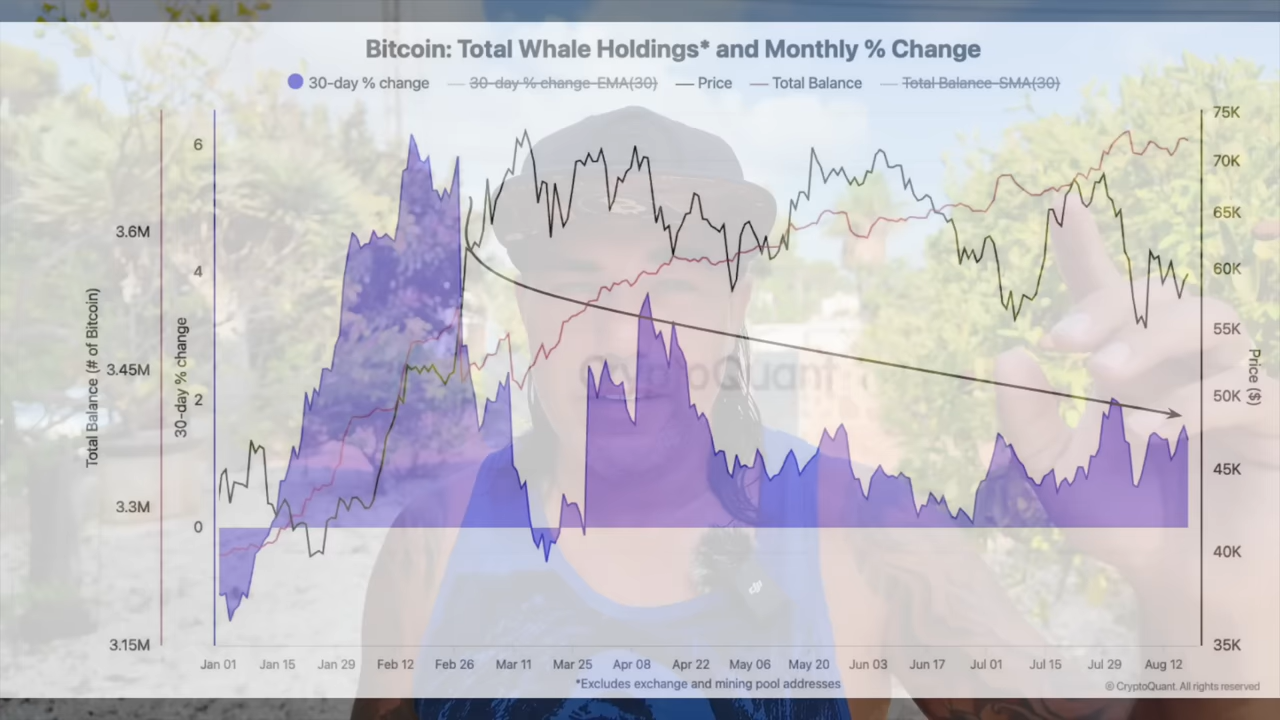 Bitcoin: Total Whale Holdings* and Monthly % Change
30-day % change 30-day % change-EMA(30) Price Total Balance Total Balance-SMA(30)
Total Balance (# of Bitcoin)
3.6M
3.45M
3.3M
3.15M
30-day % change
6
4
2
0
CryptoQuant
75K
70K
65K
60K
55K
50K
45K
40K
35K
Price ($)
Jan 01 Jan 15 Jan 29 Feb 12 Feb 26 Mar 11 Mar 25 Apr 08 Apr 22 May 06 May 20 Jun 03 Jun 17 Jul 01 Jul 15 Jul 29 Aug 12
*Excludes exchange and mining pool addresses
© CryptoQuant. All rights reserved